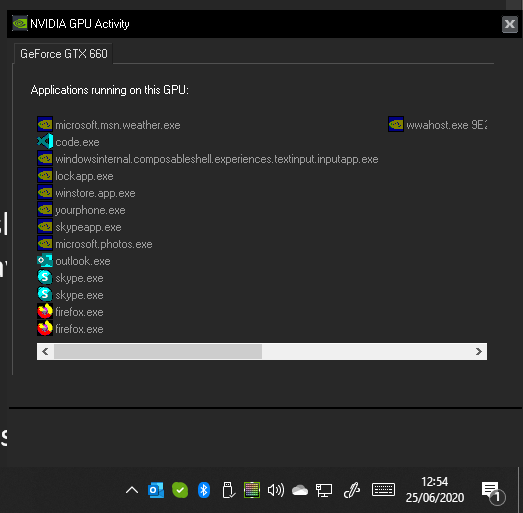 NVIDIA GPU Activity
GeForce GTX 660
Applications running on this GPU:
microsoft.msn.weather.exe
code.exe
windowsinternal.composableshell.experiences.textinput.inputapp.exe
lockapp.exe
winstore.app.exe
yourphone.exe
skypeapp.exe
microsoft.photos.exe
outlook.exe
skype.exe
skype.exe
firefox.exe
firefox.exe
wwahost.exe 9E2
12:54
25/06/2020
1